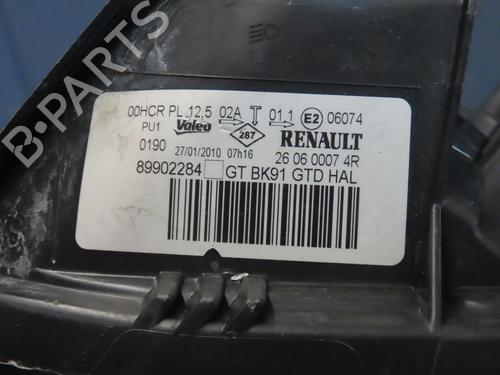 00HCR PL 12,5 02A 01,1 E2 06074
PU1 Valeo 287 RENAULT
0190 27/01/2010 07h16 26 06 0007 4R
89902284 GT BK91 GTD HAL
B-Parts